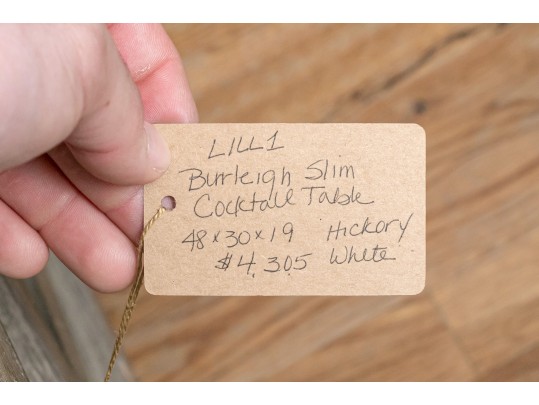 LILL1
Burleigh Slim
Cocktail Table
48x30x19 Hickory
$4,305 White